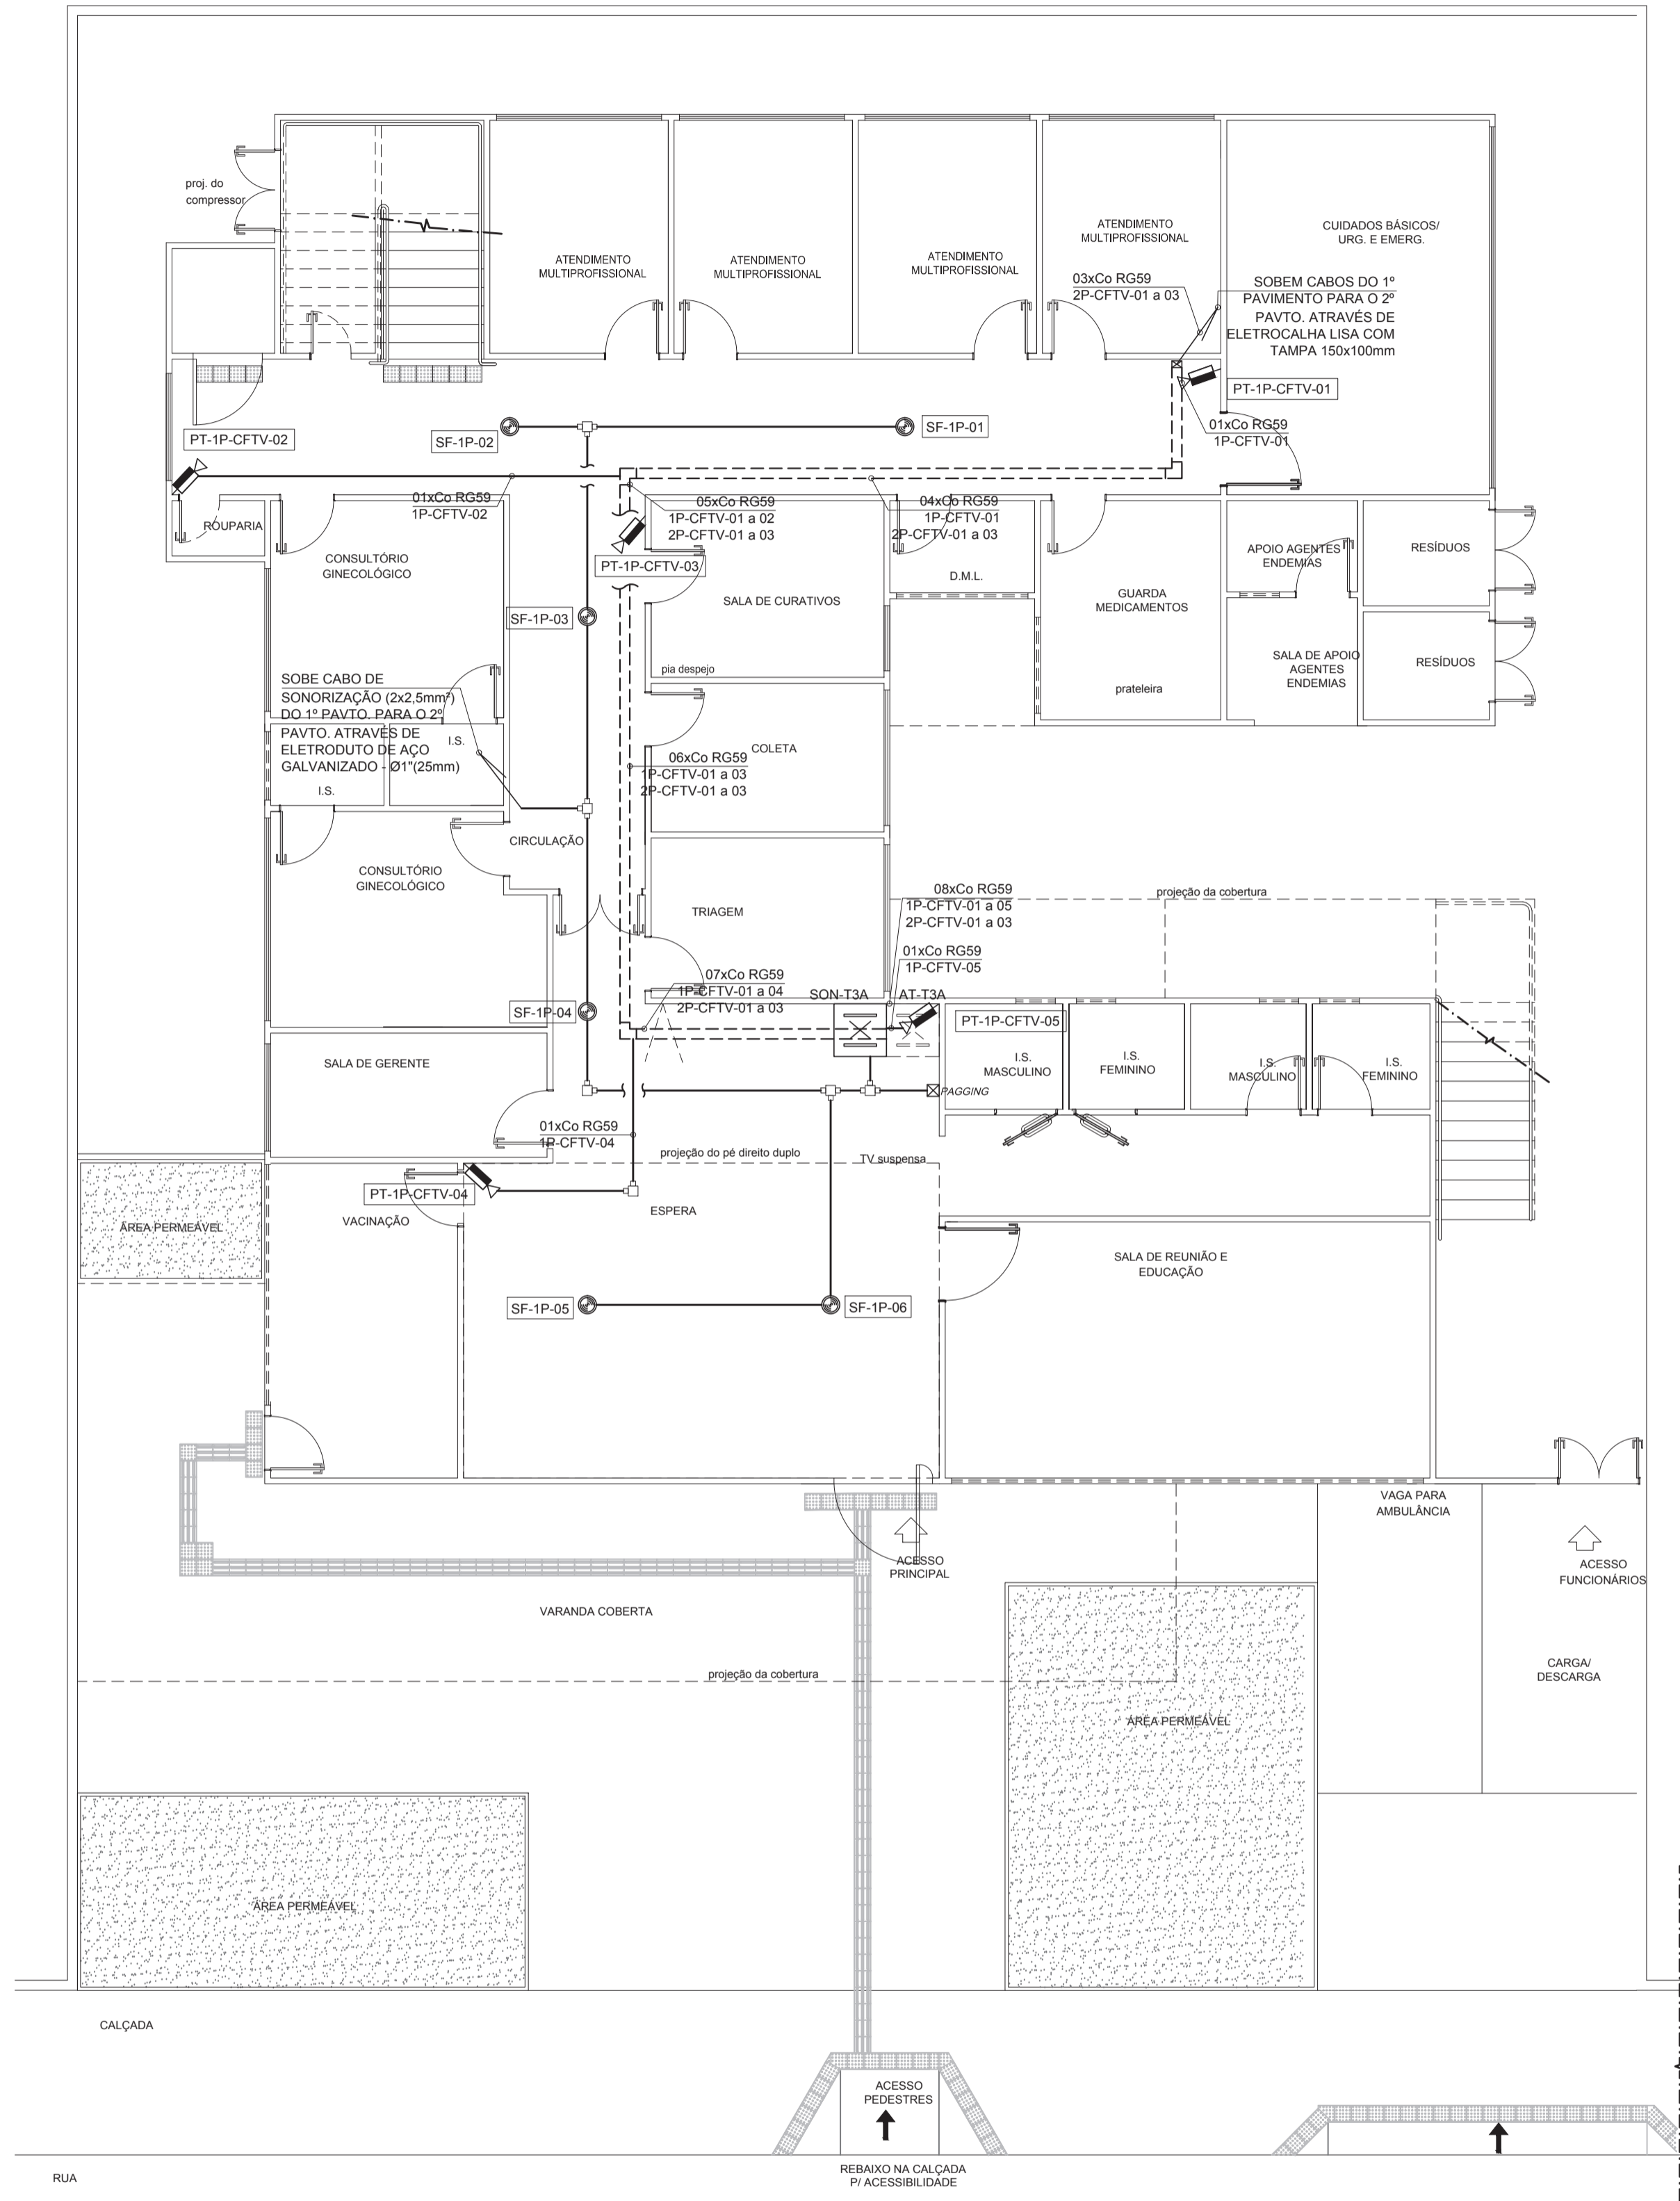 proj. do
compressor
ATENDIMENTO
MULTIPROFISSIONAL
ATENDIMENTO
MULTIPROFISSIONAL
ATENDIMENTO
MULTIPROFISSIONAL
ATENDIMENTO
MULTIPROFISSIONAL
CUIDADOS BÁSICOS/
URG. E EMERG.
03xCo RG59
2P-CFTV-01 a 03
SOBEM CABOS DO 1º
PAVIMENTO PARA O 2º
PAVTO. ATRAVÉS DE
ELETROCALHA LISA COM
TAMPA 150x100mm
PT-1P-CFTV-01
01xCo RG59
1P-CFTV-01
PT-1P-CFTV-02
SF-1P-02
SF-1P-01
01xCo RG59
1P-CFTV-02
ROUPARIA
05xCo RG59
1P-CFTV-01 a 02
2P-CFTV-01 a 03
04xCo RG59
1P-CFTV-01
2P-CFTV-01 a 03
PT-1P-CFTV-03
CONSULTÓRIO
GINECOLÓGICO
D.M.L.
APOIO AGENTES
ENDEMIAS
RESÍDUOS
SF-1P-03
SALA DE CURATIVOS
GUARDA
MEDICAMENTOS
pia despejo
prateleira
SALA DE APOIO
AGENTES
ENDEMIAS
RESÍDUOS
SOBE CABO DE
SONORIZAÇÃO (2x2,5mm²)
DO 1º PAVTO. PARA O 2º
PAVTO. ATRAVÉS DE
ELETRODUTO DE AÇO
GALVANIZADO - Ø1"(25mm)
I.S.
I.S.
COLETA
06xCo RG59
1P-CFTV-01 a 03
2P-CFTV-01 a 03
CIRCULAÇÃO
CONSULTÓRIO
GINECOLÓGICO
TRIAGEM
08xCo RG59
1P-CFTV-01 a 05
2P-CFTV-01 a 03
projeção da cobertura
01xCo RG59
1P-CFTV-05
07xCo RG59
1P-CFTV-01 a 04
2P-CFTV-01 a 03
SON-T3A
AT-T3A
SF-1P-04
PT-1P-CFTV-05
SALA DE GERENTE
I.S.
MASCULINO
I.S.
FEMININO
I.S.
MASCULINO
I.S.
FEMININO
PAGGING
01xCo RG59
1P-CFTV-04
projeção do pé direito duplo
TV suspensa
PT-1P-CFTV-04
VACINAÇÃO
ESPERA
ÁREA PERMEÁVEL
SALA DE REUNIÃO E
EDUCAÇÃO
SF-1P-05
SF-1P-06
VAGA PARA
AMBULÂNCIA
ACESSO
PRINCIPAL
ACESSO
FUNCIONÁRIOS
VARANDA COBERTA
projeção da cobertura
CARGA/
DESCARGA
ÁREA PERMEÁVEL
ÁREA PERMEÁVEL
CALÇADA
ACESSO
PEDESTRES
RUA
REBAIXO NA CALÇADA
P/ ACESSIBILIDADE